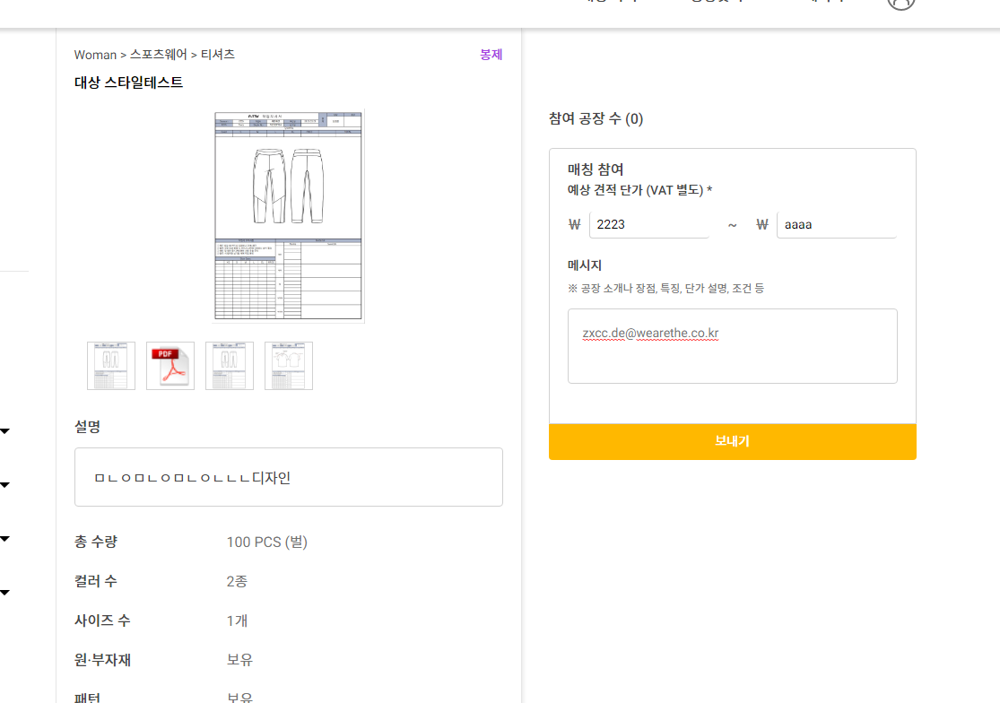 Woman > 스포츠웨어 > 티셔츠
봉제
대상 스타일테스트
PDF
설명
ㅁㄴㅇㅁㄴㅇㅁㄴㅇㄴㄴㄴ디자인
총 수량 100 PCS (벌)
컬러 수 2종
사이즈 수 1개
원·부자재 보유
패턴 보유
참여 공장 수 (0)
매칭 참여
예상 견적 단가 (VAT 별도) *
₩ 2223 ~ ₩ aaaa
메시지
※ 공장 소개나 장점, 특징, 단가 설명, 조건 등
zxcc.de@wearethe.co.kr
보내기